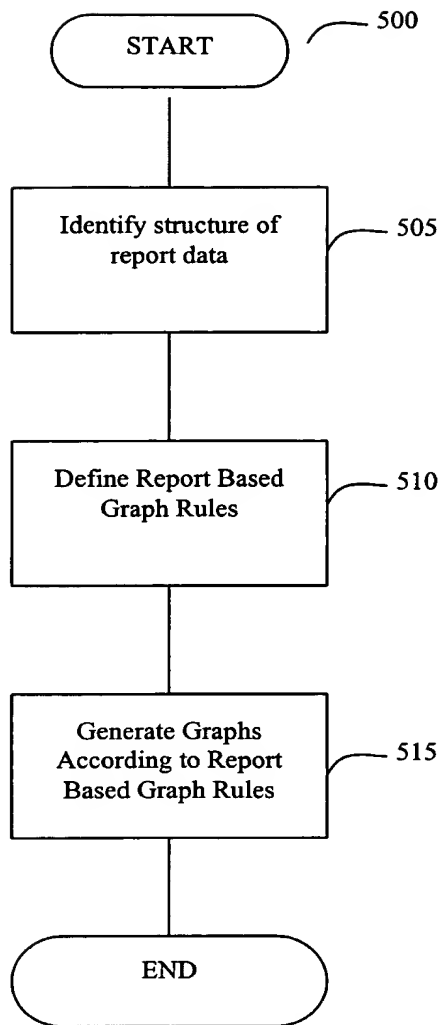 START
500
Identify structure of
report data
505
Define Report Based
Graph Rules
510
Generate Graphs
According to Report
Based Graph Rules
515
END